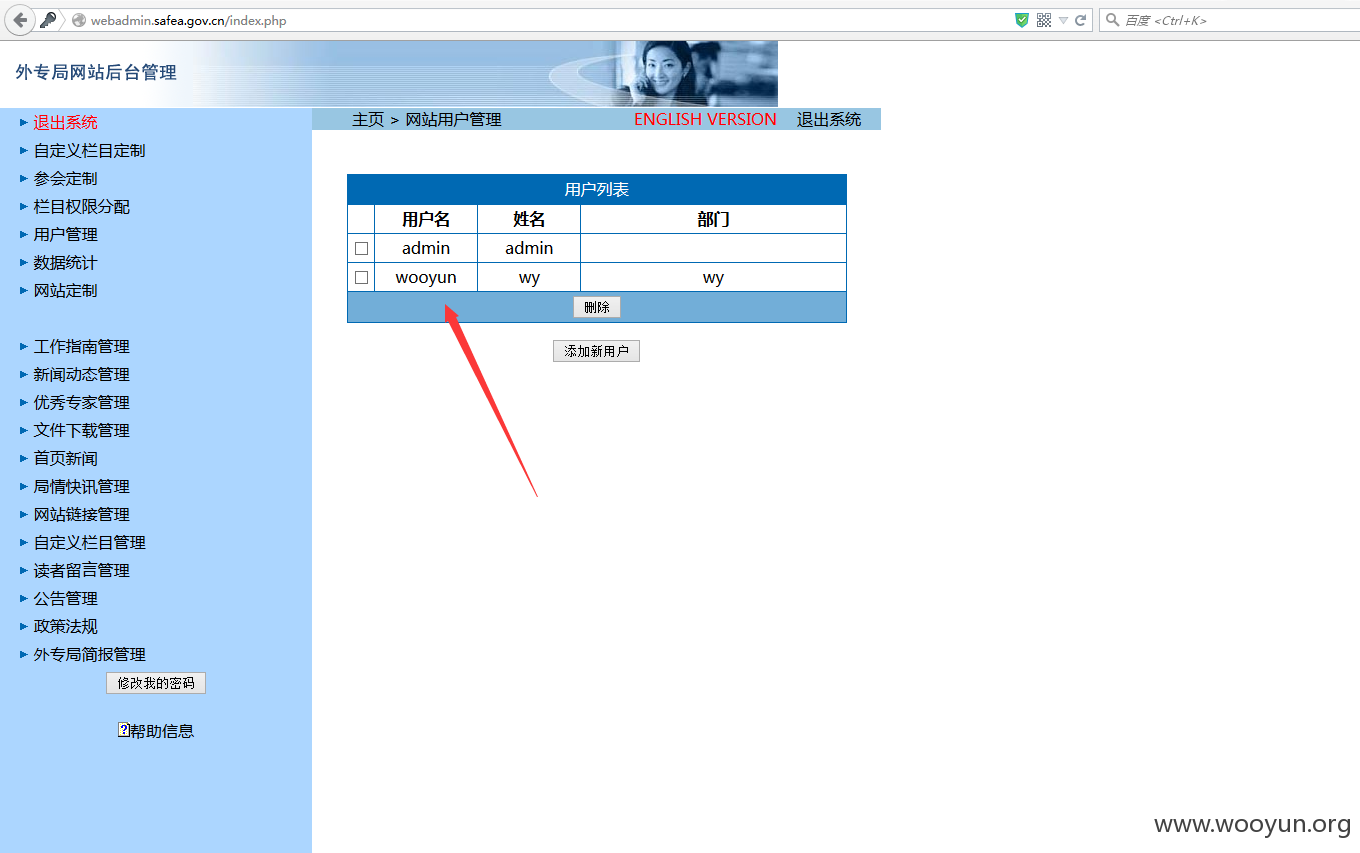 webadmin.safea.gov.cn/index.php
百度 <Ctrl+K>
外专局网站后台管理
退出系统
自定义栏目定制
参会定制
栏目权限分配
用户管理
数据统计
网站定制
工作指南管理
新闻动态管理
优秀专家管理
文件下载管理
首页新闻
局情快讯管理
网站链接管理
自定义栏目管理
读者留言管理
公告管理
政策法规
外专局简报管理
修改我的密码
?帮助信息
主页 > 网站用户管理 ENGLISH VERSION 退出系统
用户列表
用户名 姓名 部门
admin admin
wooyun wy wy
删除
添加新用户
www.wooyun.org